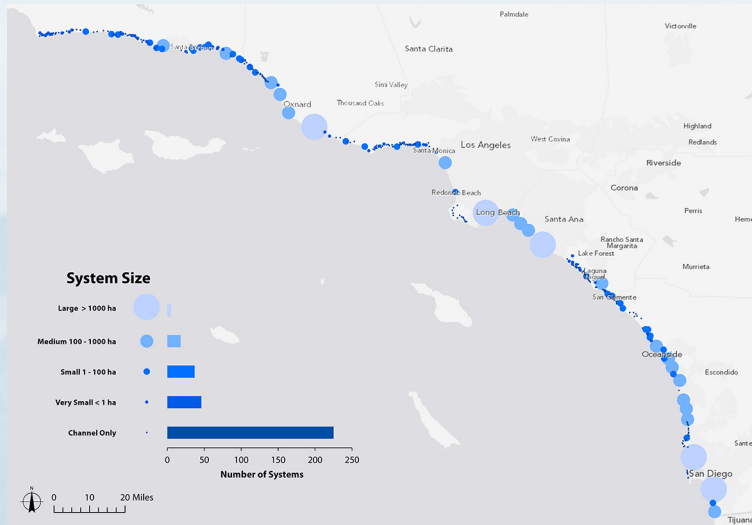 Palmdale
Victorville
Santa Clarita
Santa Barbara
Simi Valley
Oxnard
Thousand Oaks
Highland
West Covina
Redlands
Los Angeles
Santa Monica
Riverside
Corona
Redondo Beach
Perris
Long Beach
Santa Ana
Rancho Santa
Margarita
Lake Forest
Murrieta
Laguna
Niguel
San Clemente
Oceanside
Escondido
San Diego
Tijuana
System Size
Large > 1000 ha
Medium 100 - 1000 ha
Small 1 - 100 ha
Very Small < 1 ha
Channel Only
0 50 100 150 200 250
Number of Systems
N
0 10 20 Miles